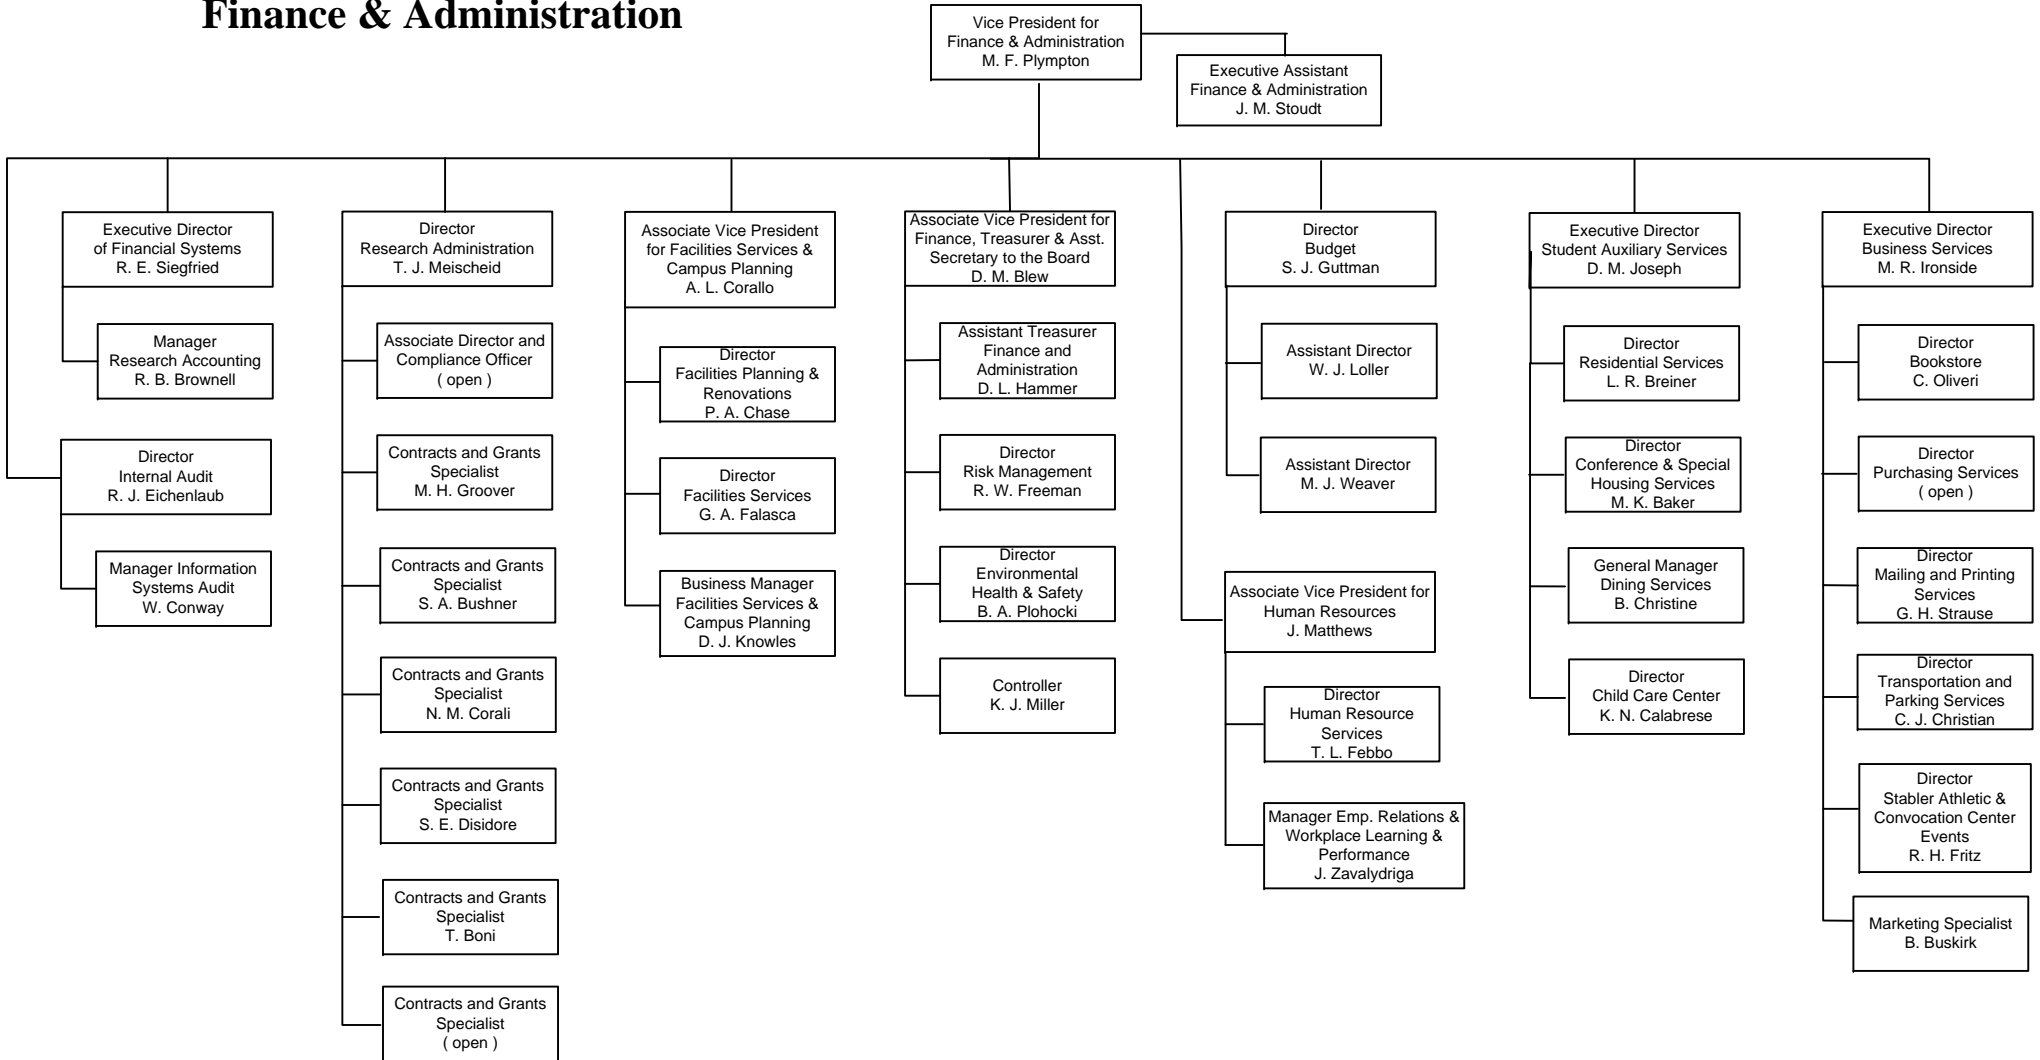 Finance & Administration
Vice President for
Finance & Administration
M. F. Plympton
Executive Assistant
Finance & Administration
J. M. Stoudt
Executive Director
of Financial Systems
R. E. Siegfried
Manager
Research Accounting
R. B. Brownell
Director
Internal Audit
R. J. Eichenlaub
Manager Information
Systems Audit
W. Conway
Director
Research Administration
T. J. Meischeid
Associate Director and
Compliance Officer
( open )
Contracts and Grants
Specialist
M. H. Groover
Contracts and Grants
Specialist
S. A. Bushner
Contracts and Grants
Specialist
N. M. Corali
Contracts and Grants
Specialist
S. E. Disidore
Contracts and Grants
Specialist
T. Boni
Contracts and Grants
Specialist
( open )
Associate Vice President
for Facilities Services &
Campus Planning
A. L. Corallo
Director
Facilities Planning &
Renovations
P. A. Chase
Director
Facilities Services
G. A. Falasca
Business Manager
Facilities Services &
Campus Planning
D. J. Knowles
Associate Vice President for
Finance, Treasurer & Asst.
Secretary to the Board
D. M. Blew
Assistant Treasurer
Finance and
Administration
D. L. Hammer
Director
Risk Management
R. W. Freeman
Director
Environmental
Health & Safety
B. A. Plohocki
Controller
K. J. Miller
Director
Budget
S. J. Guttman
Assistant Director
W. J. Loller
Assistant Director
M. J. Weaver
Associate Vice President for
Human Resources
J. Matthews
Director
Human Resource
Services
T. L. Febbo
Manager Emp. Relations &
Workplace Learning &
Performance
J. Zavalydriga
Executive Director
Student Auxiliary Services
D. M. Joseph
Director
Residential Services
L. R. Breiner
Director
Conference & Special
Housing Services
M. K. Baker
General Manager
Dining Services
B. Christine
Director
Child Care Center
K. N. Calabrese
Executive Director
Business Services
M. R. Ironside
Director
Bookstore
C. Oliveri
Director
Purchasing Services
( open )
Director
Mailing and Printing
Services
G. H. Strause
Director
Transportation and
Parking Services
C. J. Christian
Director
Stabler Athletic &
Convocation Center
Events
R. H. Fritz
Marketing Specialist
B. Buskirk